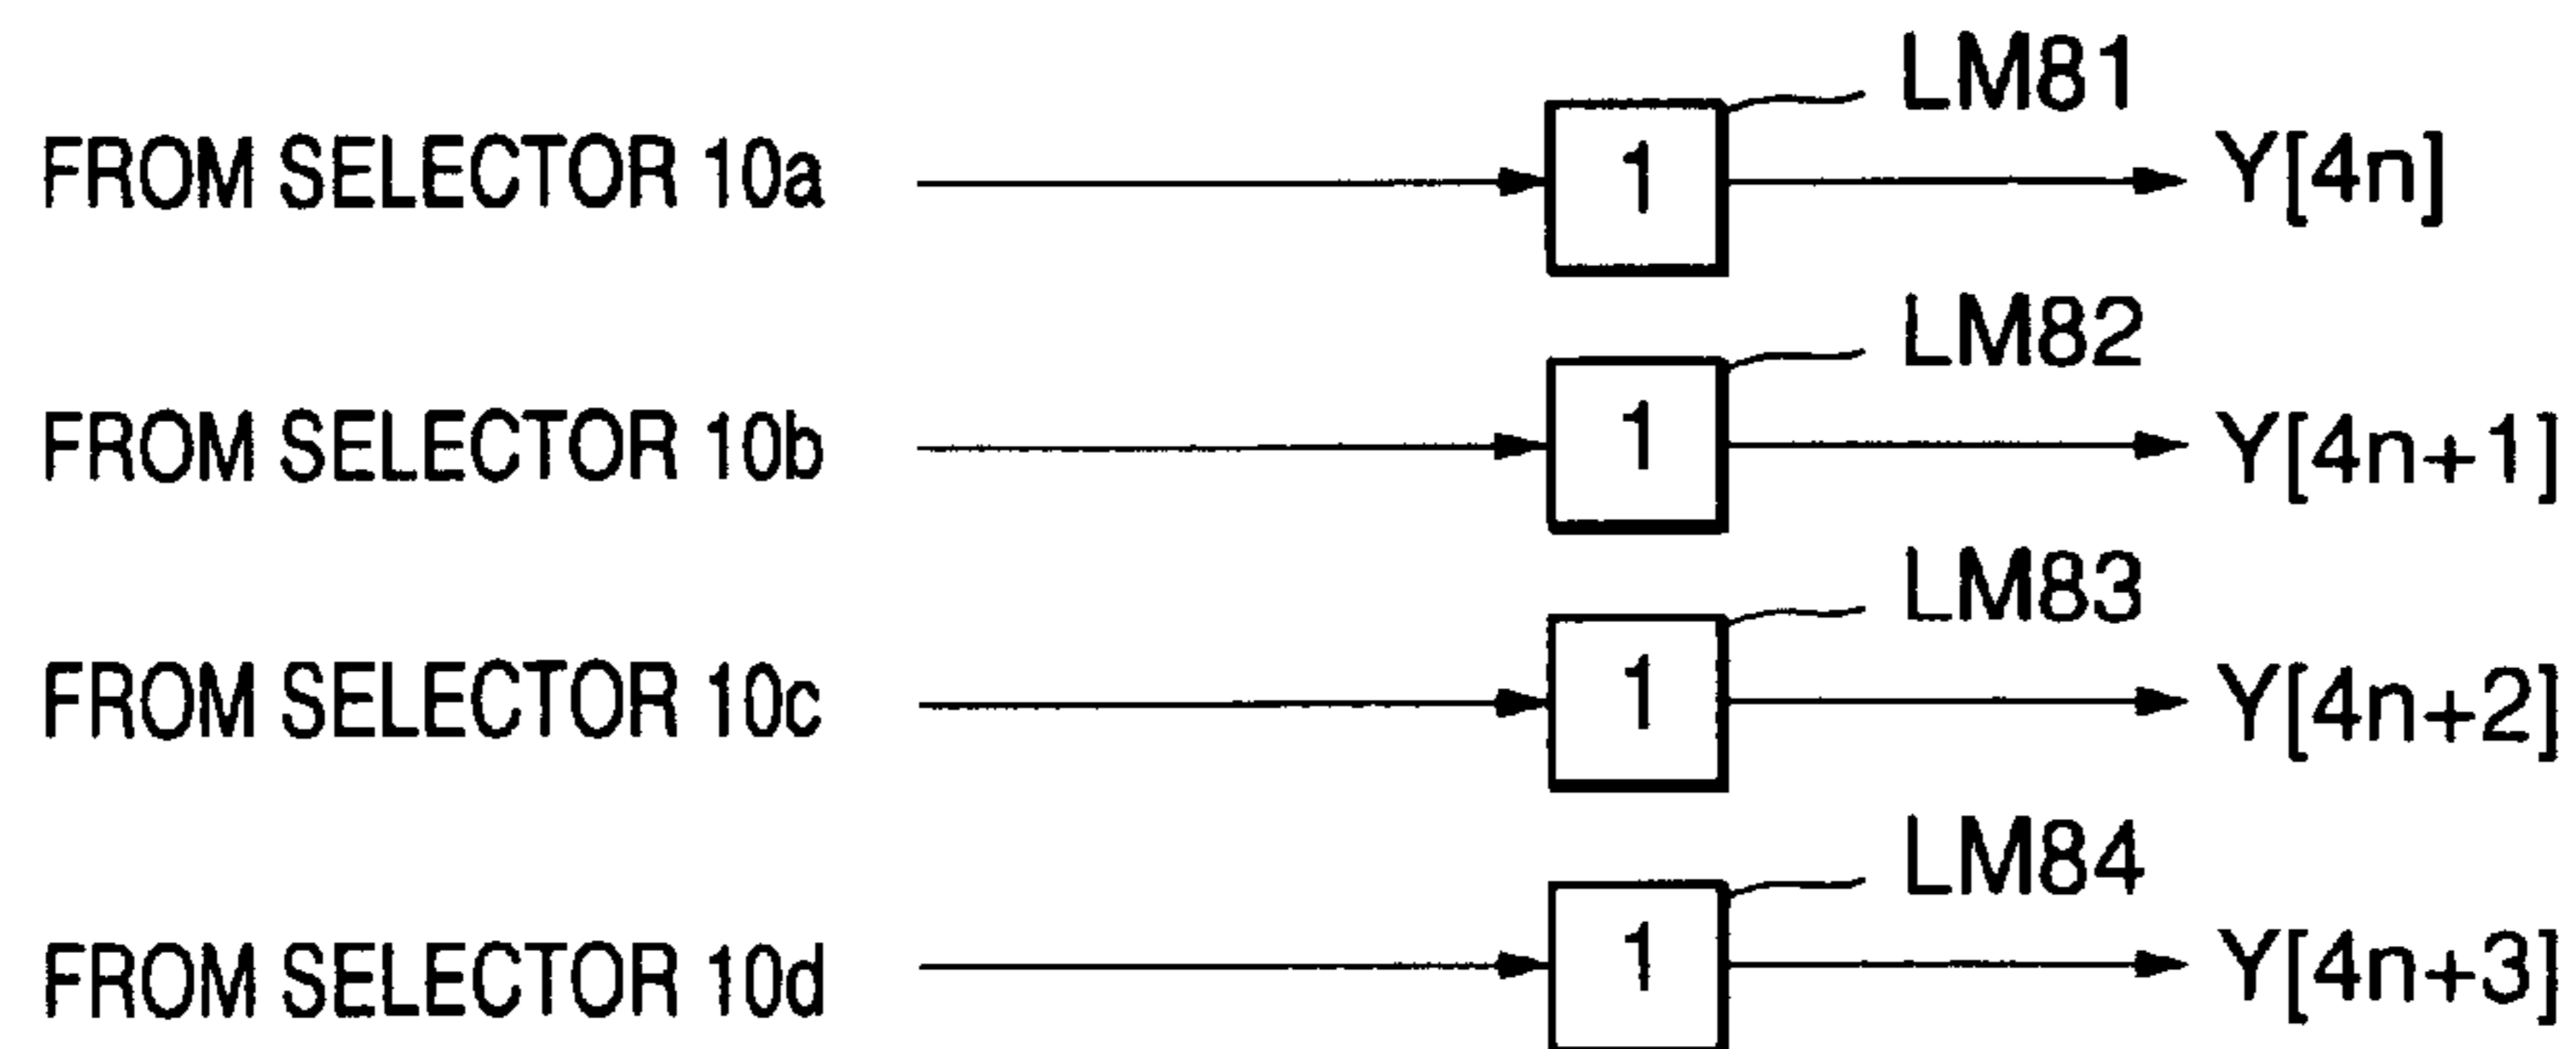 LM81
FROM SELECTOR 10a 1 Y[4n]
LM82
FROM SELECTOR 10b 1 Y[4n+1]
LM83
FROM SELECTOR 10c 1 Y[4n+2]
LM84
FROM SELECTOR 10d 1 Y[4n+3]